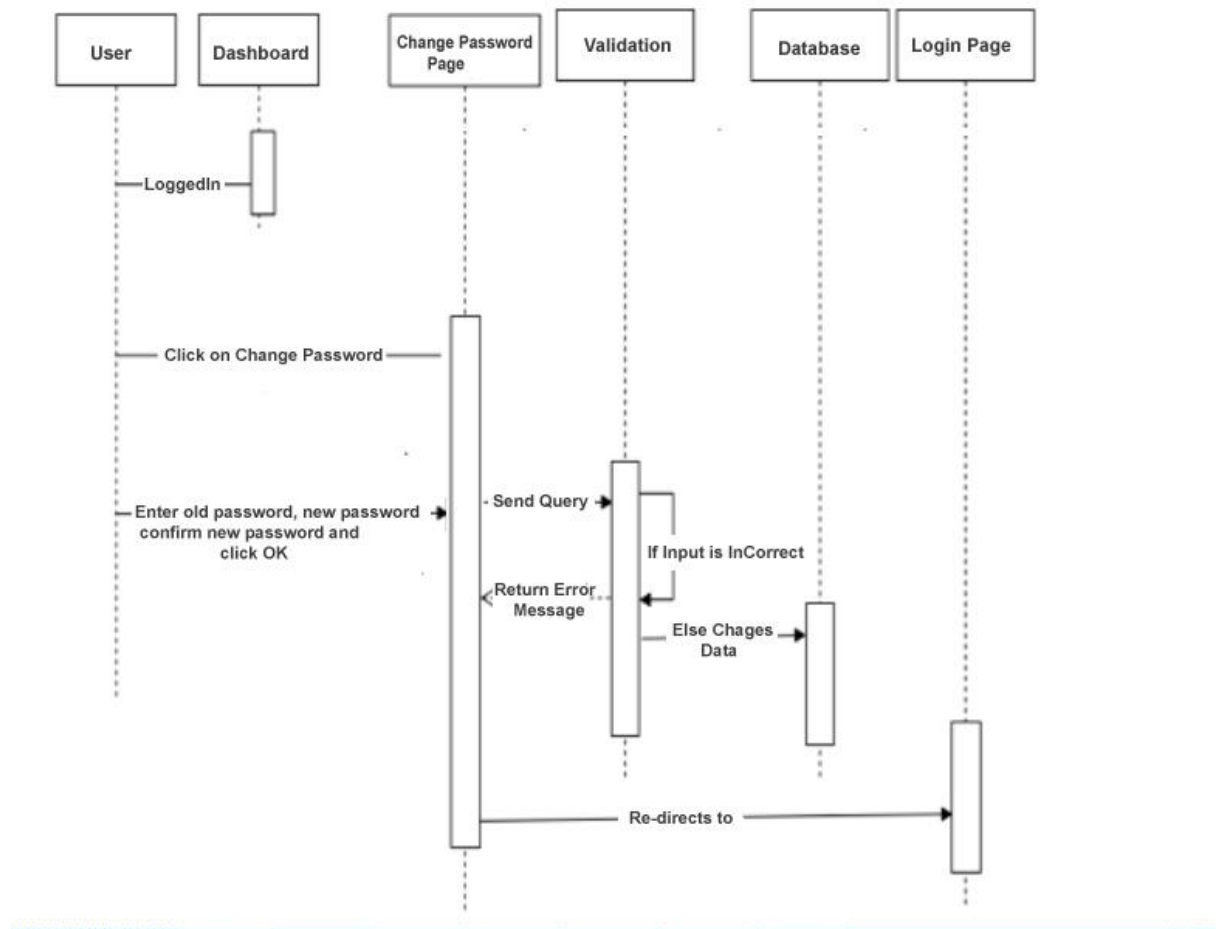 User
Dashboard
Change Password
Page
Validation
Database
Login Page
LoggedIn
Click on Change Password
Enter old password, new password
confirm new password and
click OK
Send Query
If Input is InCorrect
Return Error
Message
Else Chages
Data
Re-directs to